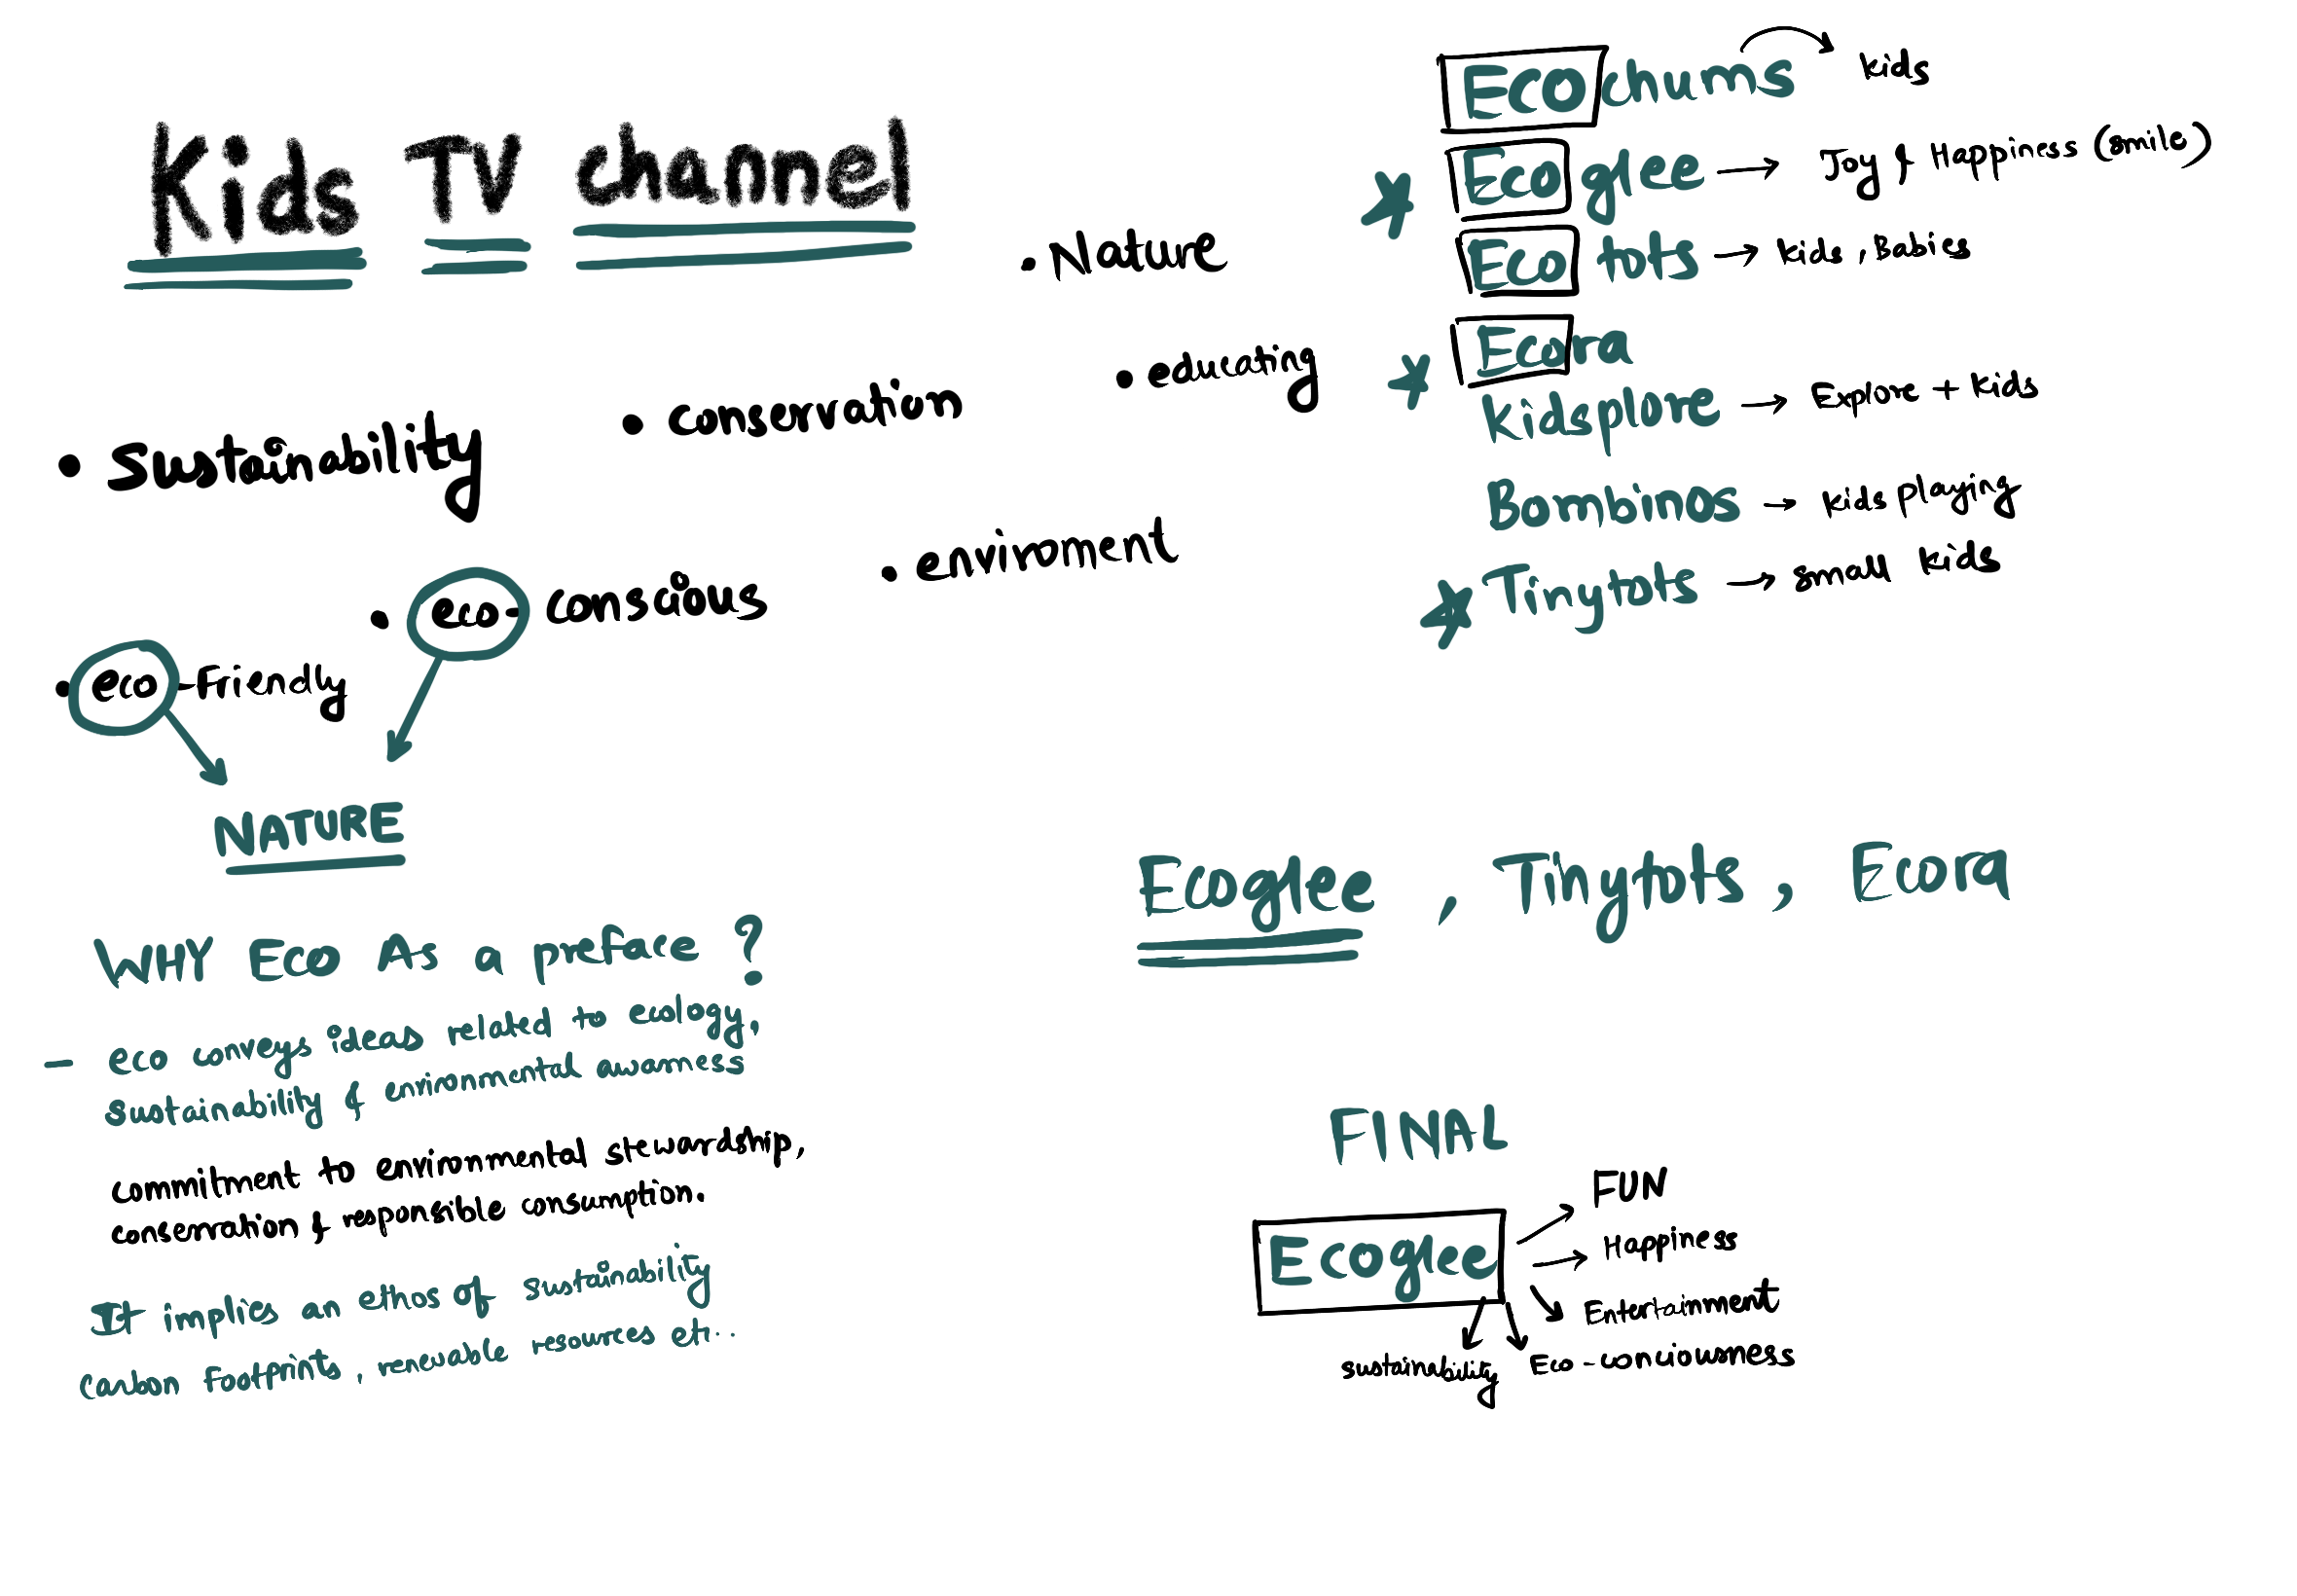 Kids TV channel
• Nature
• educating
• conservation
• Sustainability
• enviroment
• eco-conscious
• eco-Friendly
NATURE
WHY Eco As a preface ?
- eco conveys ideas related to ecology,
sustainability & environmental awarness
commitment to environmental stewardship,
conservation & responsible consumption.
It implies an ethos of sustainability
carbon footprints, renewable resources etc..
Ecochums → kids
★ Ecoglee → Joy & Happiness (smile)
Eco tots → kids, Babies
★ Ecora
kidsplore → Explore + kids
Bombinos → kids playing
★ Tinytots → small kids
Ecoglee, Tinytots, Ecora
FINAL
Ecoglee
FUN
Happiness
Entertainment
Eco-conciousness
sustainability